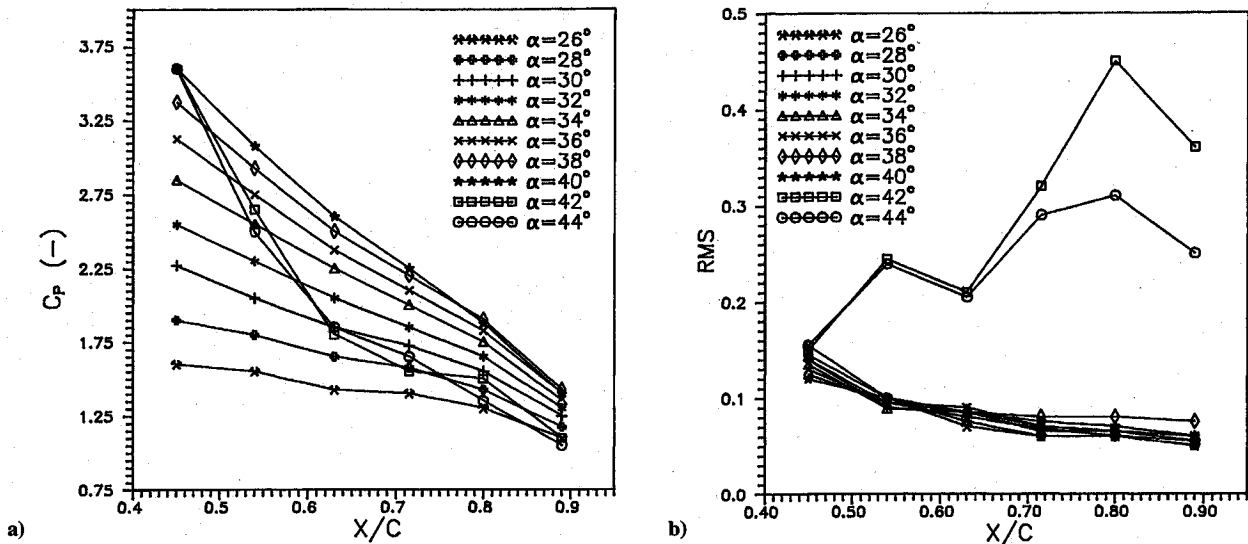 3.75
3.25
2.75
2.25
1.75
1.25
3.75
Cₚ (−)
α=26°
α=28°
α=30°
α=32°
α=34°
α=36°
α=38°
α=40°
α=42°
α=44°
0.4 0.5 0.6 0.7 0.8 0.9
X/C
a)
0.5
0.4
0.3
0.2
0.1
0.0
RMS
α=26°
α=28°
α=30°
α=32°
α=34°
α=36°
α=38°
α=40°
α=42°
α=44°
0.40 0.50 0.60 0.70 0.80 0.90
X/C
b)